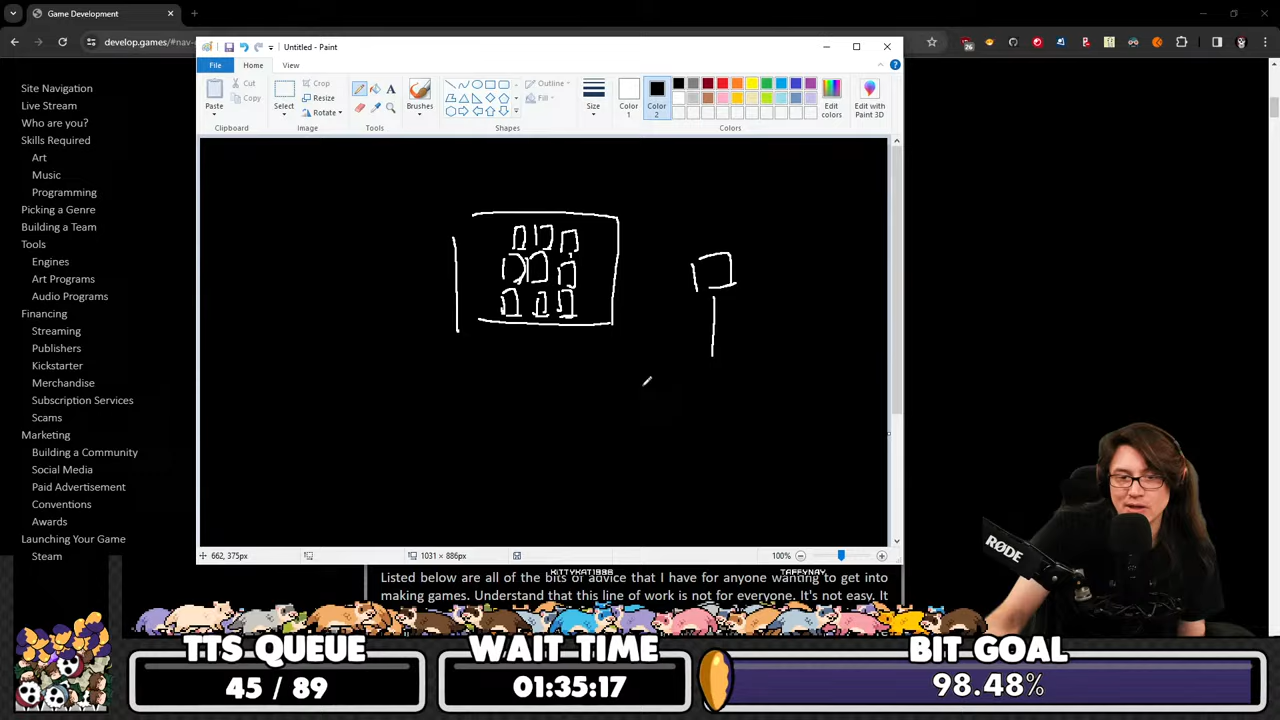 Game Development
develop.games/#nav-
Untitled - Paint
File
Home
View
Paste
Cut
Copy
Clipboard
Select
Crop
Resize
Rotate
Image
A
Tools
Brushes
Outline
Fill
Shapes
Size
Color
1
Color
2
Edit
colors
Edit with
Paint 3D
Colors
Site Navigation
Live Stream
Who are you?
Skills Required
Art
Music
Programming
Picking a Genre
Building a Team
Tools
Engines
Art Programs
Audio Programs
Financing
Streaming
Publishers
Kickstarter
Merchandise
Subscription Services
Scams
Marketing
Building a Community
Social Media
Paid Advertisement
Conventions
Awards
Launching Your Game
Steam
662, 375px
1031 × 886px
100%
KITTYKAT1988
TAFFYNAY
Listed below are all of the bits of advice that I have for anyone wanting to get into
making games. Understand that this line of work is not for everyone. It's not easy. It
RØDE
TTS QUEUE
45 / 89
WAIT TIME
01:35:17
BIT GOAL
98.48%